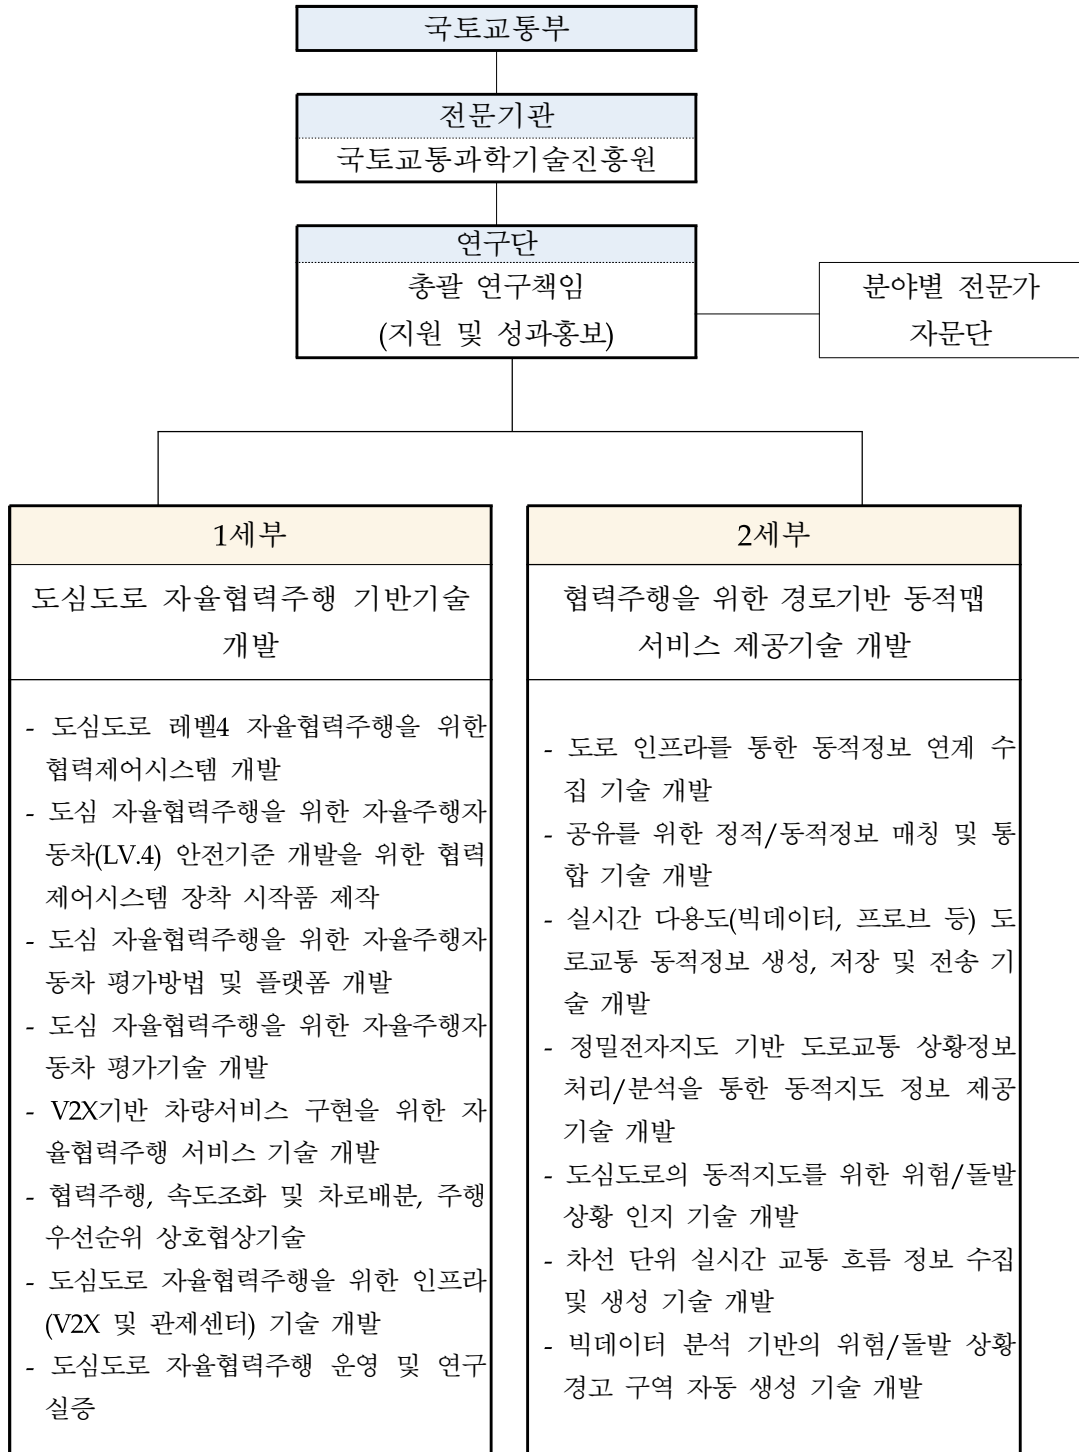 국토교통부
전문기관
국토교통과학기술진흥원
연구단
총괄 연구책임
(지원 및 성과홍보)
분야별 전문가
자문단
1세부
도심도로 자율협력주행 기반기술
개발
- 도심도로 레벨4 자율협력주행을 위한
협력제어시스템 개발
- 도심 자율협력주행을 위한 자율주행자
동차(LV.4) 안전기준 개발을 위한 협력
제어시스템 장착 시작품 제작
- 도심 자율협력주행을 위한 자율주행자
동차 평가방법 및 플랫폼 개발
- 도심 자율협력주행을 위한 자율주행자
동차 평가기술 개발
- V2X기반 차량서비스 구현을 위한 자
율협력주행 서비스 기술 개발
- 협력주행, 속도조화 및 차로배분, 주행
우선순위 상호협상기술
- 도심도로 자율협력주행을 위한 인프라
(V2X 및 관제센터) 기술 개발
- 도심도로 자율협력주행 운영 및 연구
실증
2세부
협력주행을 위한 경로기반 동적맵
서비스 제공기술 개발
- 도로 인프라를 통한 동적정보 연계 수
집 기술 개발
- 공유를 위한 정적/동적정보 매칭 및 통
합 기술 개발
- 실시간 다용도(빅데이터, 프로브 등) 도
로교통 동적정보 생성, 저장 및 전송 기
술 개발
- 정밀전자지도 기반 도로교통 상황정보
처리/분석을 통한 동적지도 정보 제공
기술 개발
- 도심도로의 동적지도를 위한 위험/돌발
상황 인지 기술 개발
- 차선 단위 실시간 교통 흐름 정보 수집
및 생성 기술 개발
- 빅데이터 분석 기반의 위험/돌발 상황
경고 구역 자동 생성 기술 개발